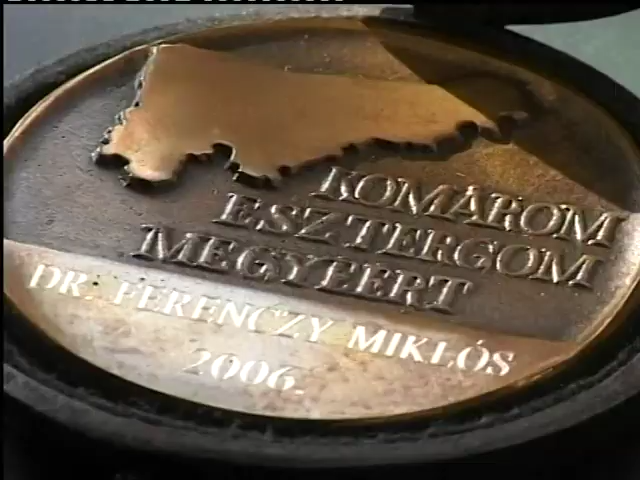 KOMÁROM
ESZTERGOM
MEGYÉÉRT
DR. FERENCZY MIKLÓS
2006.